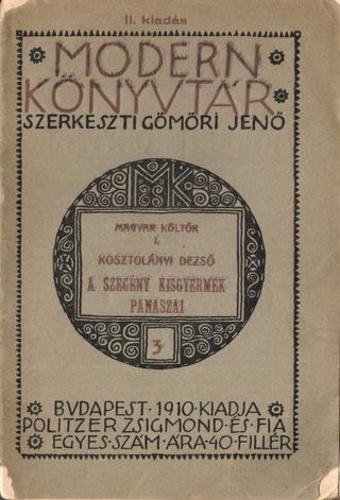 II. kiadás
MODERN
KÖNYVTÁR
SZERKESZTI GÖMÖRI JENŐ
MK
MAGYAR KÖLTŐK
I.
KOSZTOLÁNYI DEZSŐ
A SZEGÉNY KISGYERMEK
PANASZAI
3
BVDAPEST·1910·KIADJA
POLITZER ZSIGMOND·ÉS·FIA
EGYES·SZÁM·ÁRA·40·FILLÉR